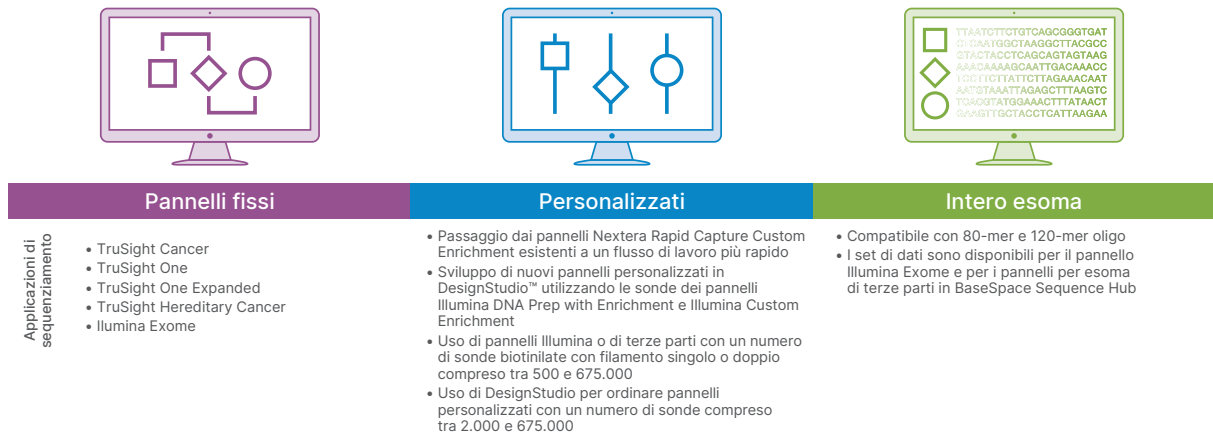 TTAATCTTCTGTCAGCGGGTGAT
CTCAATGGCTAAGGCTTACGCC
GTACTACCTCAGCAGTAGTAAG
AAACAAAAGCAATTGACAAACC
TCCTTCTTATTCTTAGAAACAAT
AATGTAAATTAGAGCTTTAAGTC
TCACGTATGGAAACTTTATAACT
GAAGTTGCTACCTCATTAAGAA
Pannelli fissi
Personalizzati
Intero esoma
Applicazioni di
sequenziamento
• TruSight Cancer
• TruSight One
• TruSight One Expanded
• TruSight Hereditary Cancer
• Ilumina Exome
• Passaggio dai pannelli Nextera Rapid Capture Custom
Enrichment esistenti a un flusso di lavoro più rapido
• Sviluppo di nuovi pannelli personalizzati in
DesignStudio™ utilizzando le sonde dei pannelli
Illumina DNA Prep with Enrichment e Illumina Custom
Enrichment
• Uso di pannelli Illumina o di terze parti con un numero
di sonde biotinilate con filamento singolo o doppio
compreso tra 500 e 675.000
• Uso di DesignStudio per ordinare pannelli
personalizzati con un numero di sonde compreso
tra 2.000 e 675.000
• Compatibile con 80-mer e 120-mer oligo
• I set di dati sono disponibili per il pannello
Illumina Exome e per i pannelli per esoma
di terze parti in BaseSpace Sequence Hub